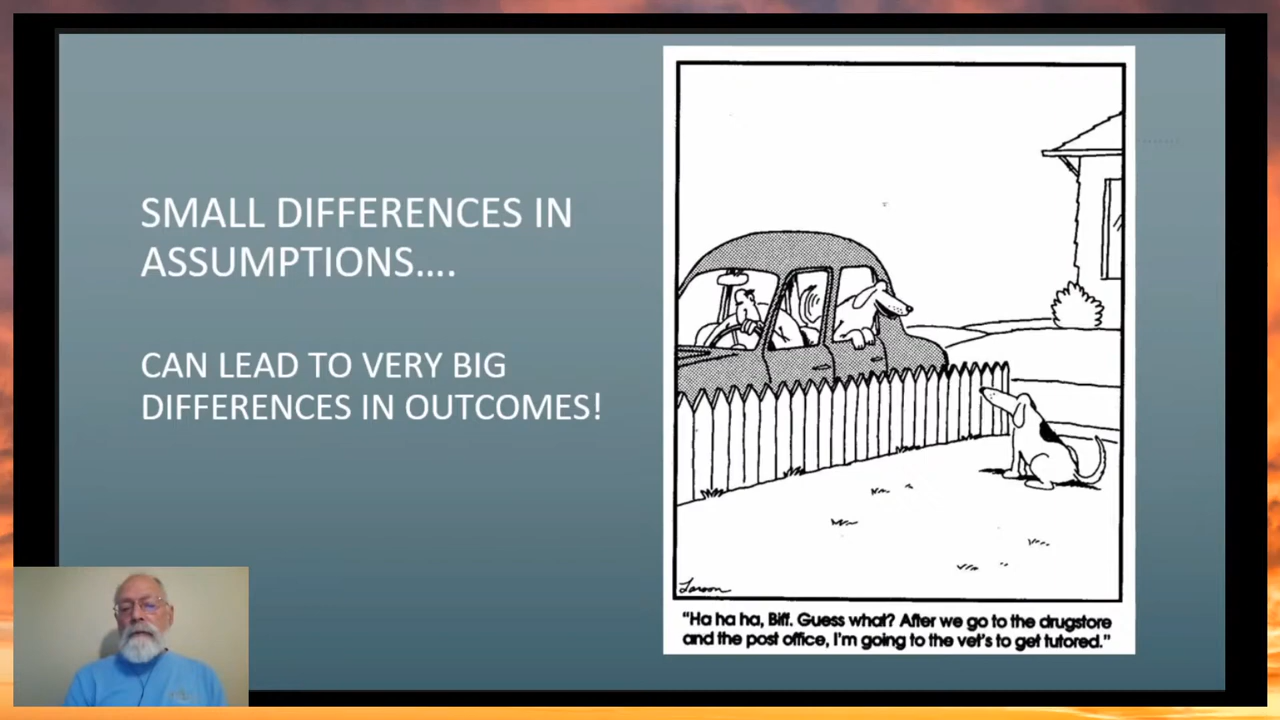 SMALL DIFFERENCES IN
ASSUMPTIONS....
CAN LEAD TO VERY BIG
DIFFERENCES IN OUTCOMES!
Larson
"Ha ha ha, Biff. Guess what? After we go to the drugstore
and the post office, I'm going to the vet's to get tutored."